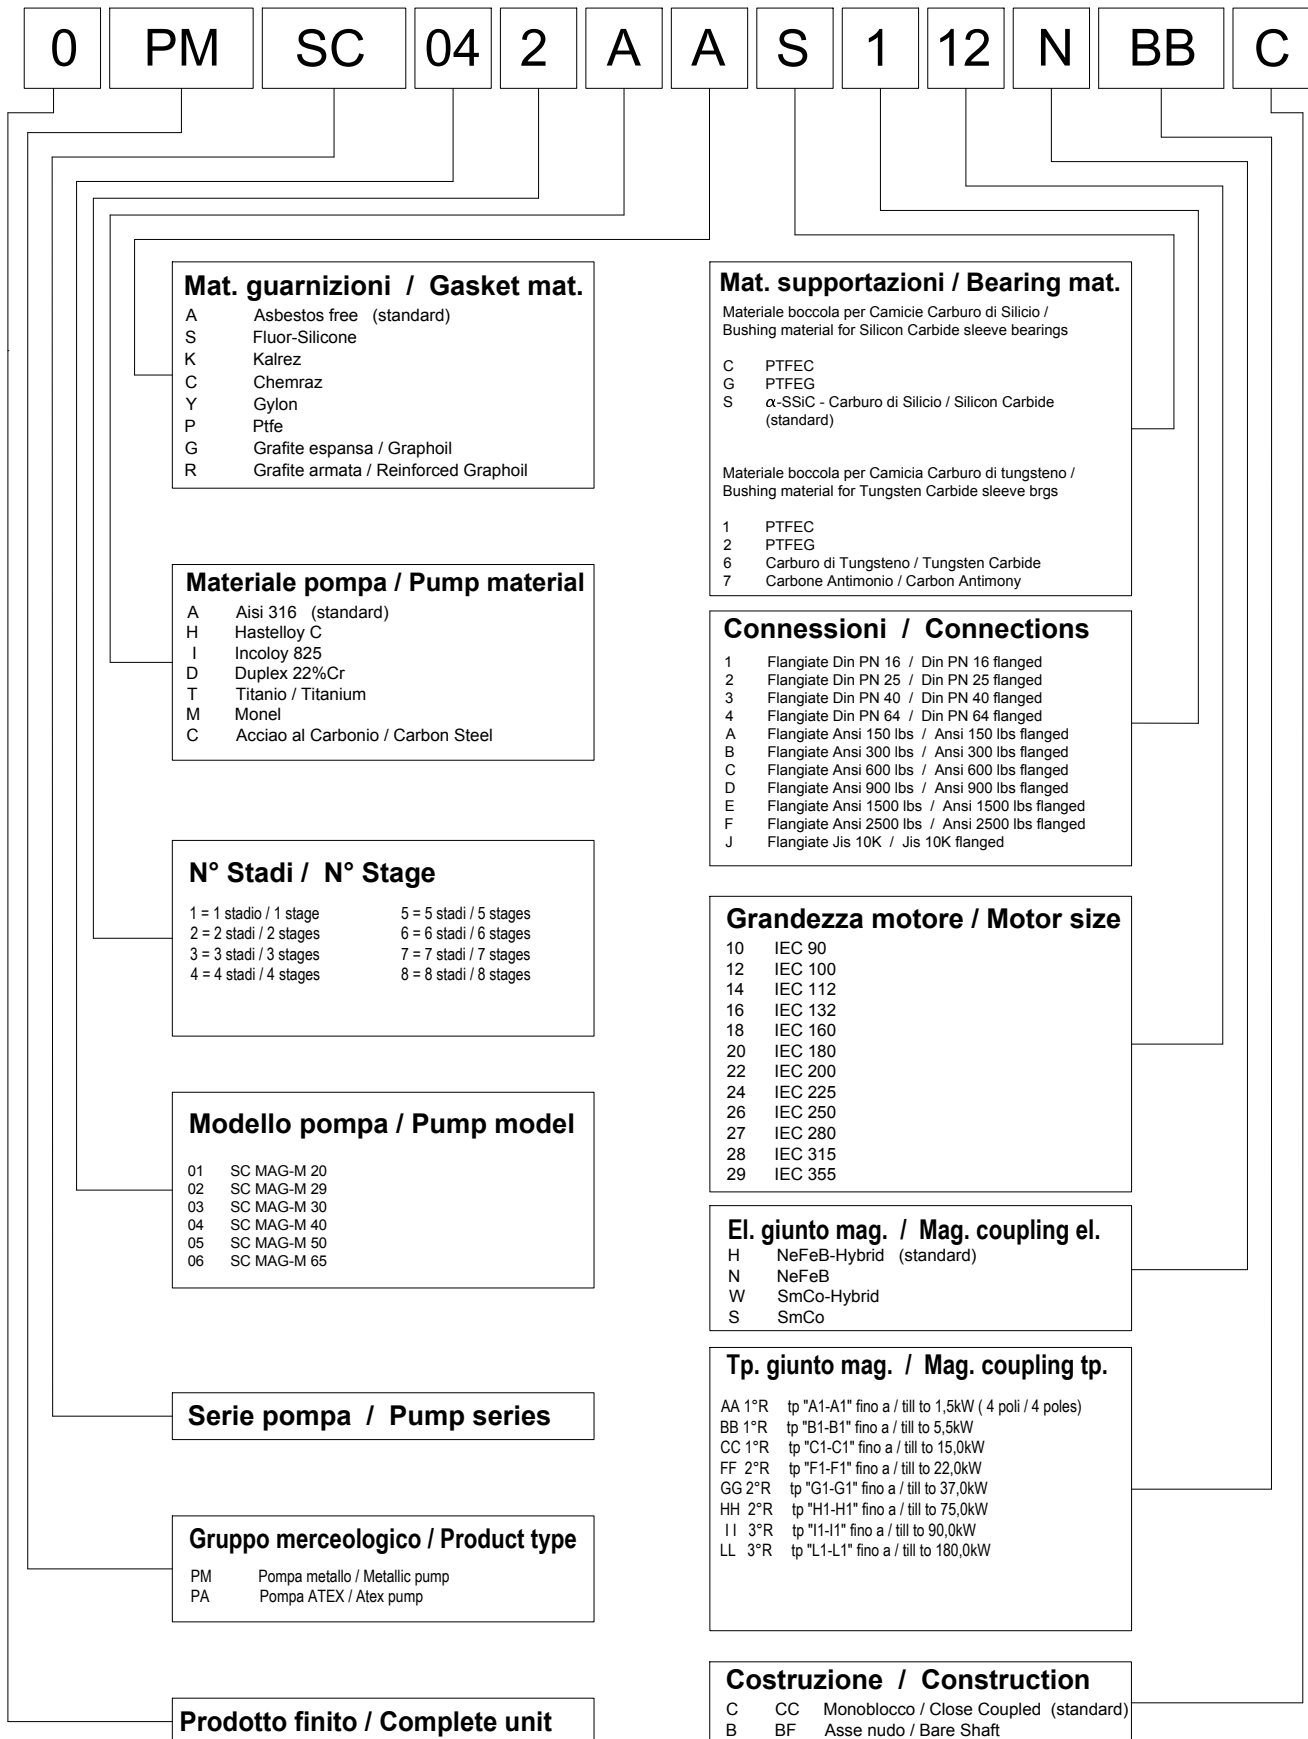 0 PM SC 04 2 A A S 1 12 N BB C
Mat. guarnizioni / Gasket mat.
A Asbestos free (standard)
S Fluor-Silicone
K Kalrez
C Chemraz
Y Gylon
P Ptfe
G Grafite espansa / Graphoil
R Grafite armata / Reinforced Graphoil
Materiale pompa / Pump material
A Aisi 316 (standard)
H Hastelloy C
I Incoloy 825
D Duplex 22%Cr
T Titanio / Titanium
M Monel
C Acciao al Carbonio / Carbon Steel
N° Stadi / N° Stage
1 = 1 stadio / 1 stage 5 = 5 stadi / 5 stages
2 = 2 stadi / 2 stages 6 = 6 stadi / 6 stages
3 = 3 stadi / 3 stages 7 = 7 stadi / 7 stages
4 = 4 stadi / 4 stages 8 = 8 stadi / 8 stages
Modello pompa / Pump model
01 SC MAG-M 20
02 SC MAG-M 29
03 SC MAG-M 30
04 SC MAG-M 40
05 SC MAG-M 50
06 SC MAG-M 65
Serie pompa / Pump series
Gruppo merceologico / Product type
PM Pompa metallo / Metallic pump
PA Pompa ATEX / Atex pump
Prodotto finito / Complete unit
Mat. supportazioni / Bearing mat.
Materiale boccola per Camicie Carburo di Silicio /
Bushing material for Silicon Carbide sleeve bearings
C PTFEC
G PTFEG
S α-SSiC - Carburo di Silicio / Silicon Carbide
(standard)
Materiale boccola per Camicia Carburo di tungsteno /
Bushing material for Tungsten Carbide sleeve brgs
1 PTFEC
2 PTFEG
6 Carburo di Tungsteno / Tungsten Carbide
7 Carbone Antimonio / Carbon Antimony
Connessioni / Connections
1 Flangiate Din PN 16 / Din PN 16 flanged
2 Flangiate Din PN 25 / Din PN 25 flanged
3 Flangiate Din PN 40 / Din PN 40 flanged
4 Flangiate Din PN 64 / Din PN 64 flanged
A Flangiate Ansi 150 lbs / Ansi 150 lbs flanged
B Flangiate Ansi 300 lbs / Ansi 300 lbs flanged
C Flangiate Ansi 600 lbs / Ansi 600 lbs flanged
D Flangiate Ansi 900 lbs / Ansi 900 lbs flanged
E Flangiate Ansi 1500 lbs / Ansi 1500 lbs flanged
F Flangiate Ansi 2500 lbs / Ansi 2500 lbs flanged
J Flangiate Jis 10K / Jis 10K flanged
Grandezza motore / Motor size
10 IEC 90
12 IEC 100
14 IEC 112
16 IEC 132
18 IEC 160
20 IEC 180
22 IEC 200
24 IEC 225
26 IEC 250
27 IEC 280
28 IEC 315
29 IEC 355
El. giunto mag. / Mag. coupling el.
H NeFeB-Hybrid (standard)
N NeFeB
W SmCo-Hybrid
S SmCo
Tp. giunto mag. / Mag. coupling tp.
AA 1°R tp "A1-A1" fino a / till to 1,5kW ( 4 poli / 4 poles)
BB 1°R tp "B1-B1" fino a / till to 5,5kW
CC 1°R tp "C1-C1" fino a / till to 15,0kW
FF 2°R tp "F1-F1" fino a / till to 22,0kW
GG 2°R tp "G1-G1" fino a / till to 37,0kW
HH 2°R tp "H1-H1" fino a / till to 75,0kW
I I 3°R tp "I1-I1" fino a / till to 90,0kW
LL 3°R tp "L1-L1" fino a / till to 180,0kW
Costruzione / Construction
C CC Monoblocco / Close Coupled (standard)
B BF Asse nudo / Bare Shaft